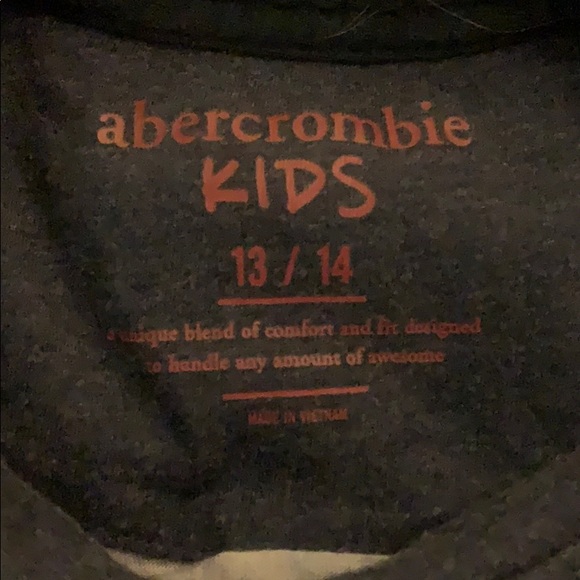 abercrombie
KIDS
13 / 14
a unique blend of comfort and fit designed
to handle any amount of awesome
MADE IN VIETNAM